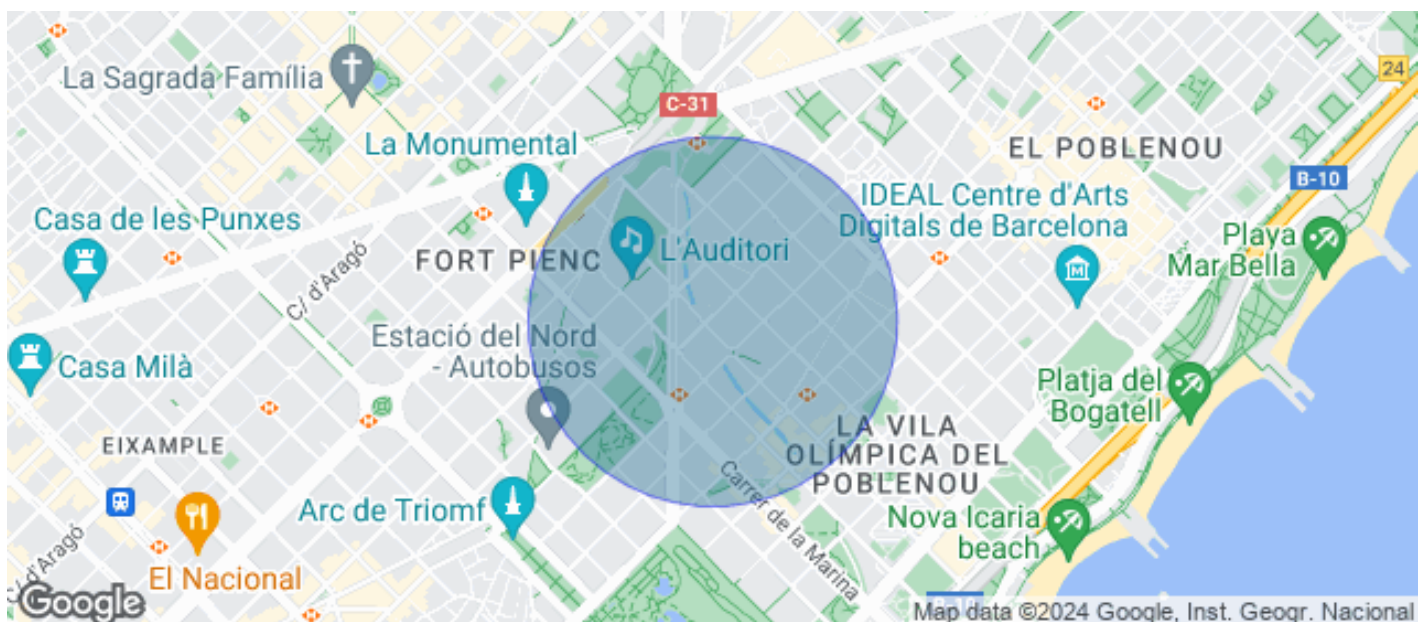 La Sagrada Família
24
C-31
La Monumental
EL POBLENOU
B-10
IDEAL Centre d'Arts
Digitals de Barcelona
Casa de les Punxes
C/ d'Aragó
FORT PIENC
L'Auditori
Playa
Mar Bella
Estació del Nord
- Autobusos
Casa Milà
Platja del
Bogatell
EIXAMPLE
LA VILA
OLÍMPICA DEL
POBLENOU
Carrer de la Marina
Arc de Triomf
Nova Icaria
beach
El Nacional
C/ d'Aragó
B-10
Google
Map data ©2024 Google, Inst. Geogr. Nacional